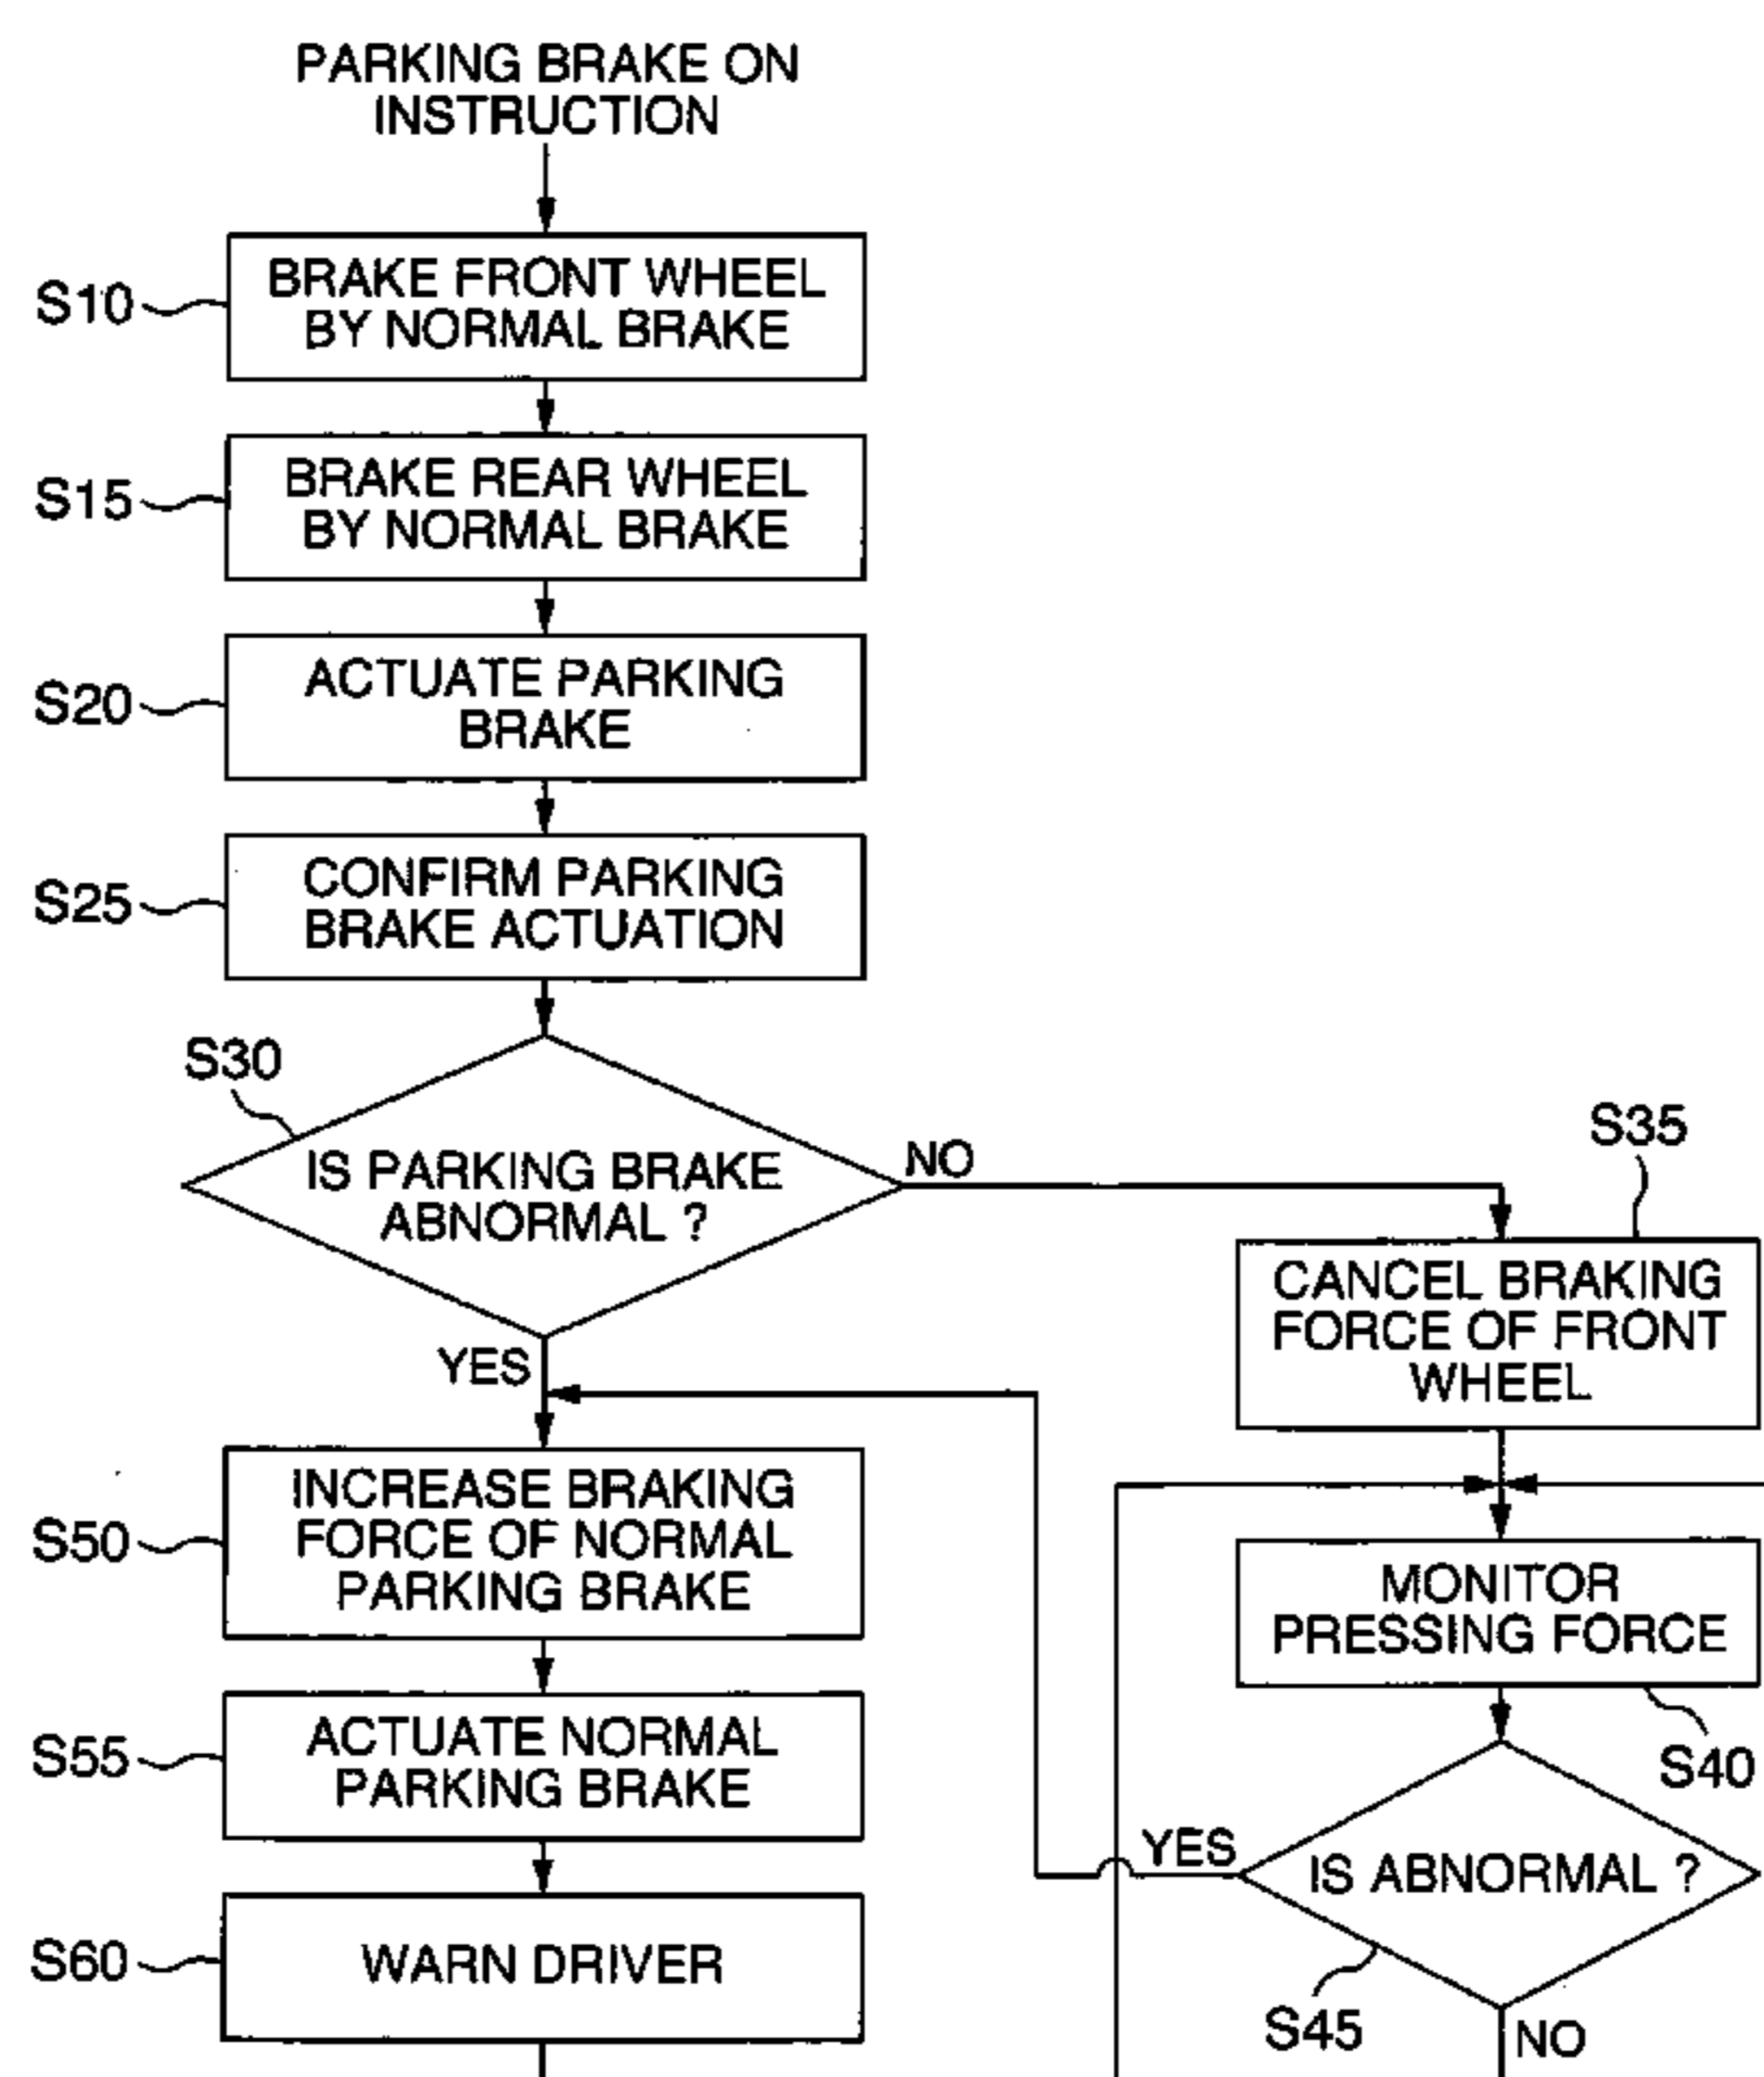 PARKING BRAKE ON
INSTRUCTION
S10
BRAKE FRONT WHEEL
BY NORMAL BRAKE
S15
BRAKE REAR WHEEL
BY NORMAL BRAKE
S20
ACTUATE PARKING
BRAKE
S25
CONFIRM PARKING
BRAKE ACTUATION
S30
IS PARKING BRAKE
ABNORMAL ?
NO
YES
S35
CANCEL BRAKING
FORCE OF FRONT
WHEEL
S50
INCREASE BRAKING
FORCE OF NORMAL
PARKING BRAKE
MONITOR
PRESSING FORCE
S40
S55
ACTUATE NORMAL
PARKING BRAKE
YES
IS ABNORMAL ?
S45
NO
S60
WARN DRIVER